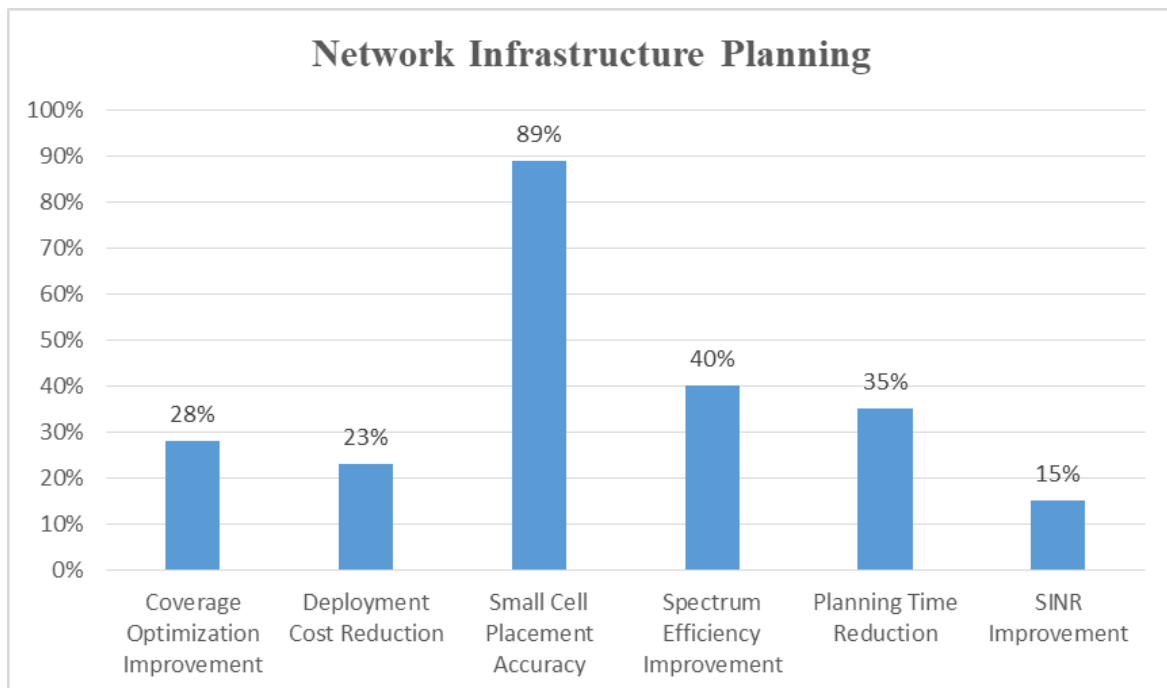 Network Infrastructure Planning
100%
90%
80%
70%
60%
50%
40%
30%
20%
10%
0%
28%
23%
89%
40%
35%
15%
Coverage
Optimization
Improvement
Deployment
Cost Reduction
Small Cell
Placement
Accuracy
Spectrum
Efficiency
Improvement
Planning Time
Reduction
SINR
Improvement